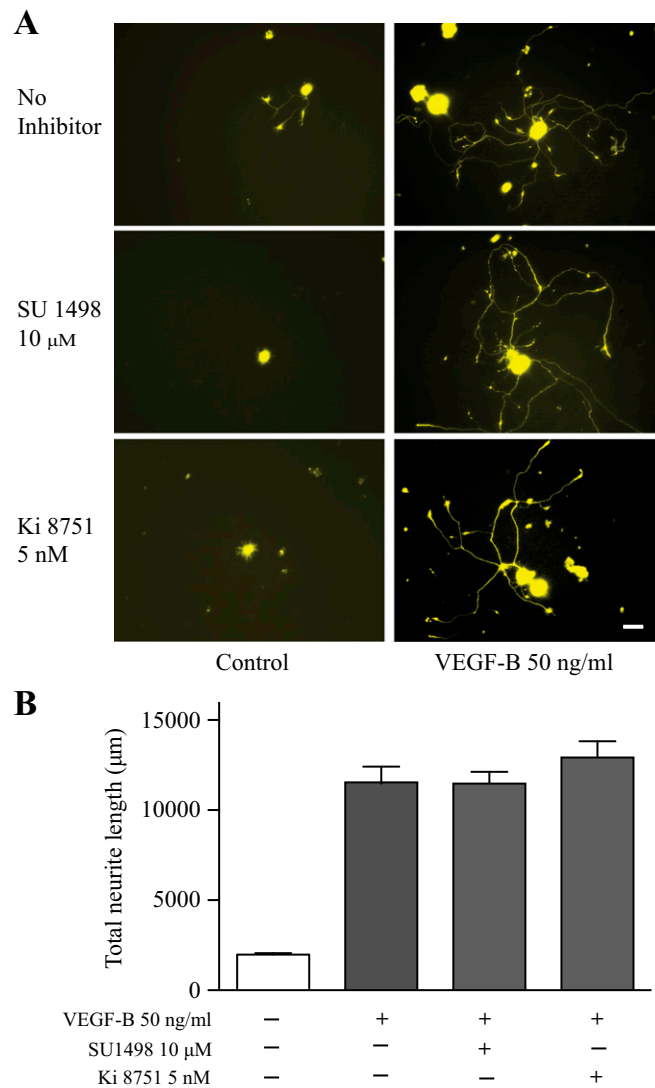 A
No
Inhibitor
SU 1498
10 μM
Ki 8751
5 nM
Control
VEGF-B 50 ng/ml
B
Total neurite length (μm)
15000
10000
5000
0
VEGF-B 50 ng/ml – + + +
SU1498 10 μM – – + –
Ki 8751 5 nM – – – +